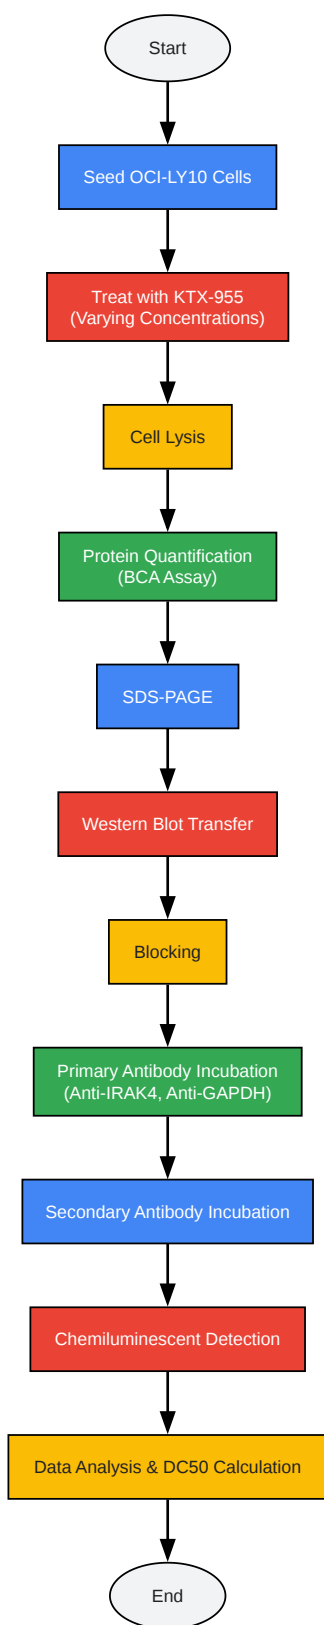 Start
Seed OCI-LY10 Cells
Treat with KTX-955
(Varying Concentrations)
Cell Lysis
Protein Quantification
(BCA Assay)
SDS-PAGE
Western Blot Transfer
Blocking
Primary Antibody Incubation
(Anti-IRAK4, Anti-GAPDH)
Secondary Antibody Incubation
Chemiluminescent Detection
Data Analysis & DC50 Calculation
End